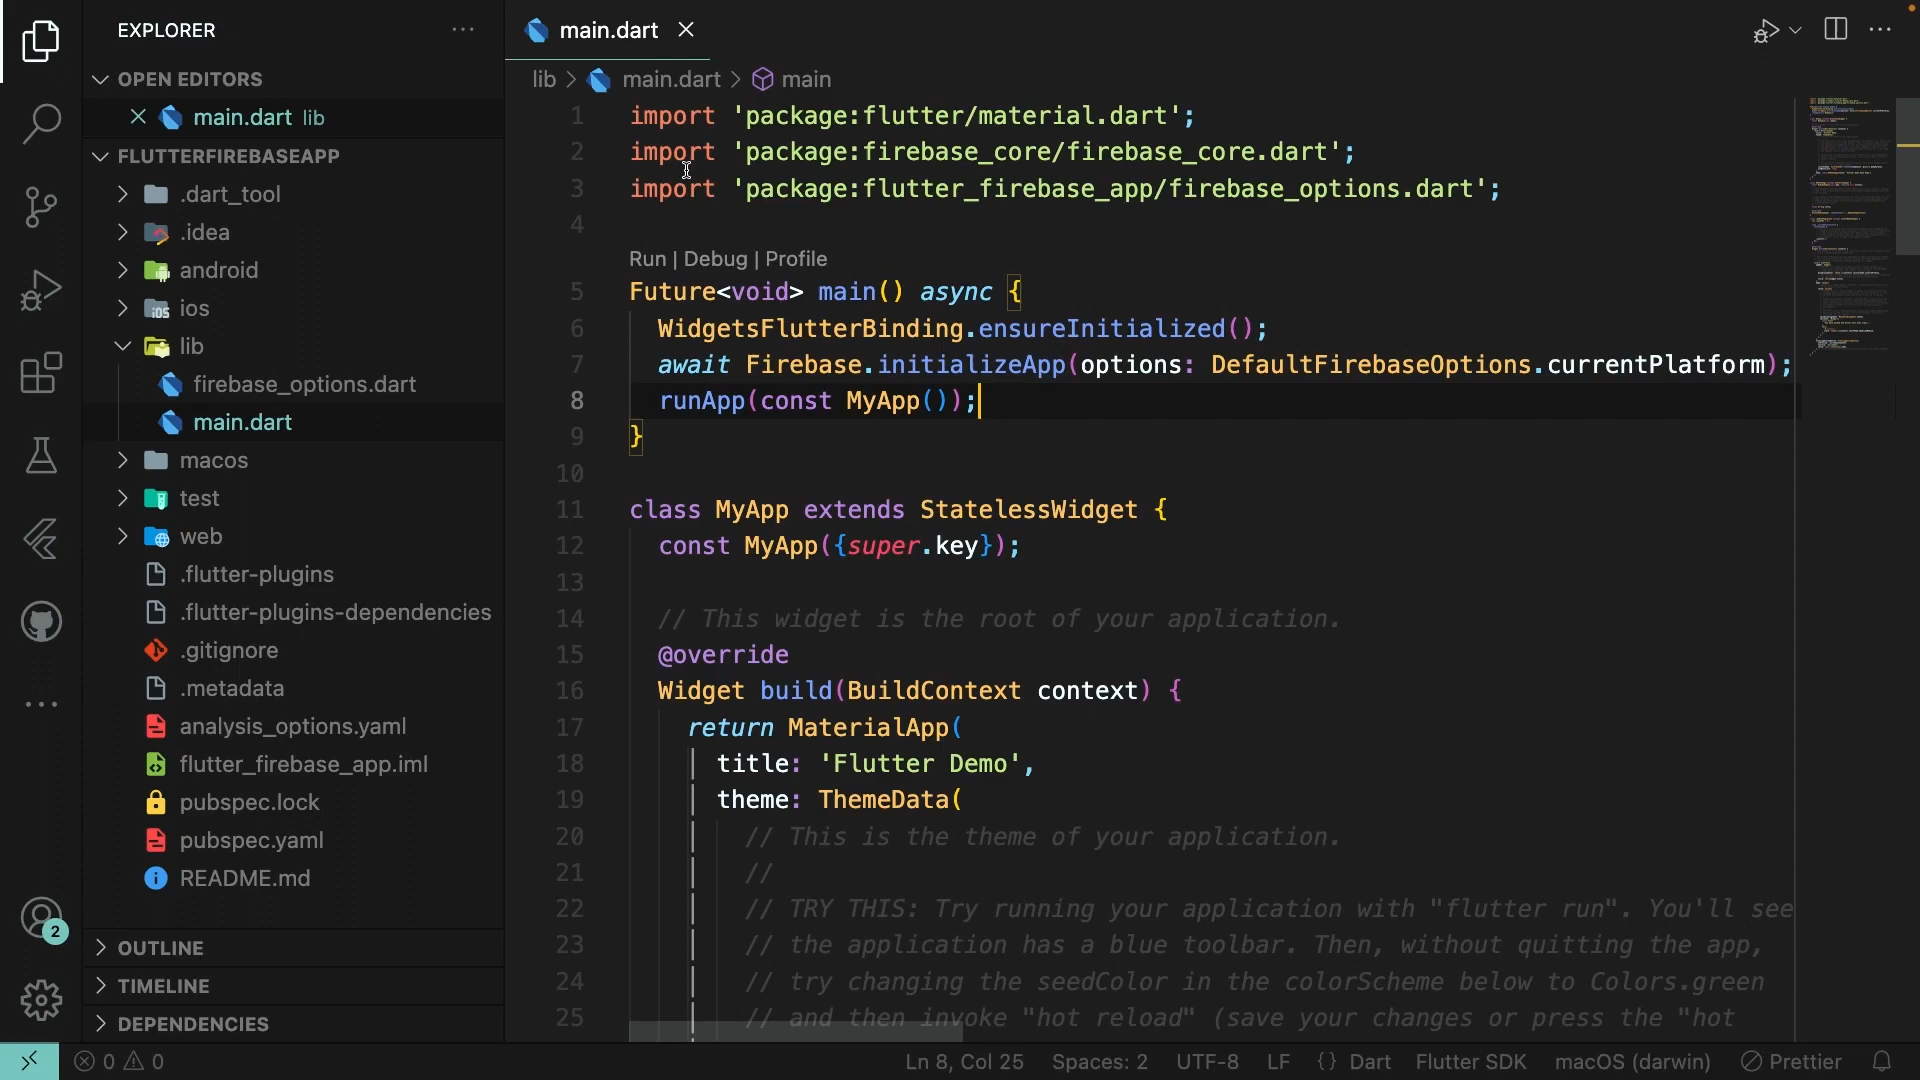 EXPLORER
OPEN EDITORS
main.dart lib
FLUTTERFIREBASEAPP
.dart_tool
.idea
android
ios
lib
firebase_options.dart
main.dart
macos
test
web
.flutter-plugins
.flutter-plugins-dependencies
.gitignore
.metadata
analysis_options.yaml
flutter_firebase_app.iml
pubspec.lock
pubspec.yaml
README.md
2
OUTLINE
TIMELINE
DEPENDENCIES
main.dart
lib > main.dart > main
1 import 'package:flutter/material.dart';
2 import 'package:firebase_core/firebase_core.dart';
3 import 'package:flutter_firebase_app/firebase_options.dart';
4
Run | Debug | Profile
5 Future<void> main() async {
6 WidgetsFlutterBinding.ensureInitialized();
7 await Firebase.initializeApp(options: DefaultFirebaseOptions.currentPlatform);
8 runApp(const MyApp());
9 }
10
11 class MyApp extends StatelessWidget {
12 const MyApp({super.key});
13
14 // This widget is the root of your application.
15 @override
16 Widget build(BuildContext context) {
17 return MaterialApp(
18 title: 'Flutter Demo',
19 theme: ThemeData(
20 // This is the theme of your application.
21 //
22 // TRY THIS: Try running your application with "flutter run". You'll see
23 // the application has a blue toolbar. Then, without quitting the app,
24 // try changing the seedColor in the colorScheme below to Colors.green
25 // and then invoke "hot reload" (save your changes or press the "hot
0 0
Ln 8, Col 25 Spaces: 2 UTF-8 LF {} Dart Flutter SDK macOS (darwin) Prettier